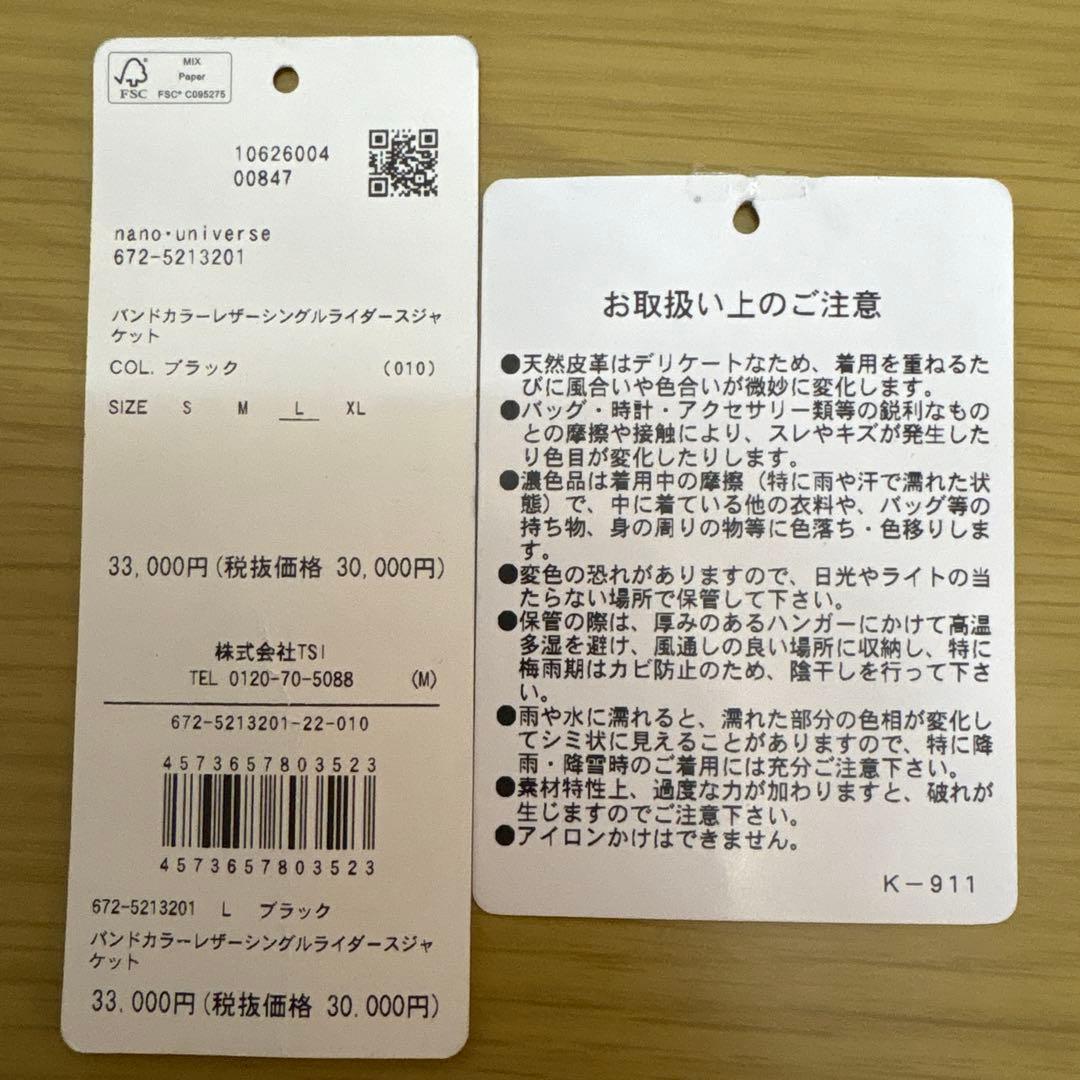 MIX
Paper
FSC
FSC® C095275
10626004
00847
nano・universe
672-5213201
バンドカラーレザーシングルライダースジャ
ケット
COL. ブラック (010)
SIZE S M L XL
33,000円(税抜価格 30,000円)
株式会社TSI
TEL 0120-70-5088 (M)
672-5213201-22-010
4573657803523
4573657803523
672-5213201 L ブラック
バンドカラーレザーシングルライダースジャ
ケット
33,000円(税抜価格 30,000円)
お取扱い上のご注意
●天然皮革はデリケートなため、着用を重ねるた
びに風合いや色合いが微妙に変化します。
●バッグ・時計・アクセサリー類等の鋭利なもの
との摩擦や接触により、スレやキズが発生した
り色目が変化したりします。
●濃色品は着用中の摩擦（特に雨や汗で濡れた状
態）で、中に着ている他の衣料や、バッグ等の
持ち物、身の周りの物等に色落ち・色移りしま
す。
●変色の恐れがありますので、日光やライトの当
たらない場所で保管して下さい。
●保管の際は、厚みのあるハンガーにかけて高温
多湿を避け、風通しの良い場所に収納し、特に
梅雨期はカビ防止のため、陰干しを行って下さ
い。
●雨や水に濡れると、濡れた部分の色相が変化し
てシミ状に見えることがありますので、特に降
雨・降雪時のご着用には充分ご注意下さい。
●素材特性上、過度な力が加わりますと、破れが
生じますのでご注意下さい。
●アイロンかけはできません。
K－911